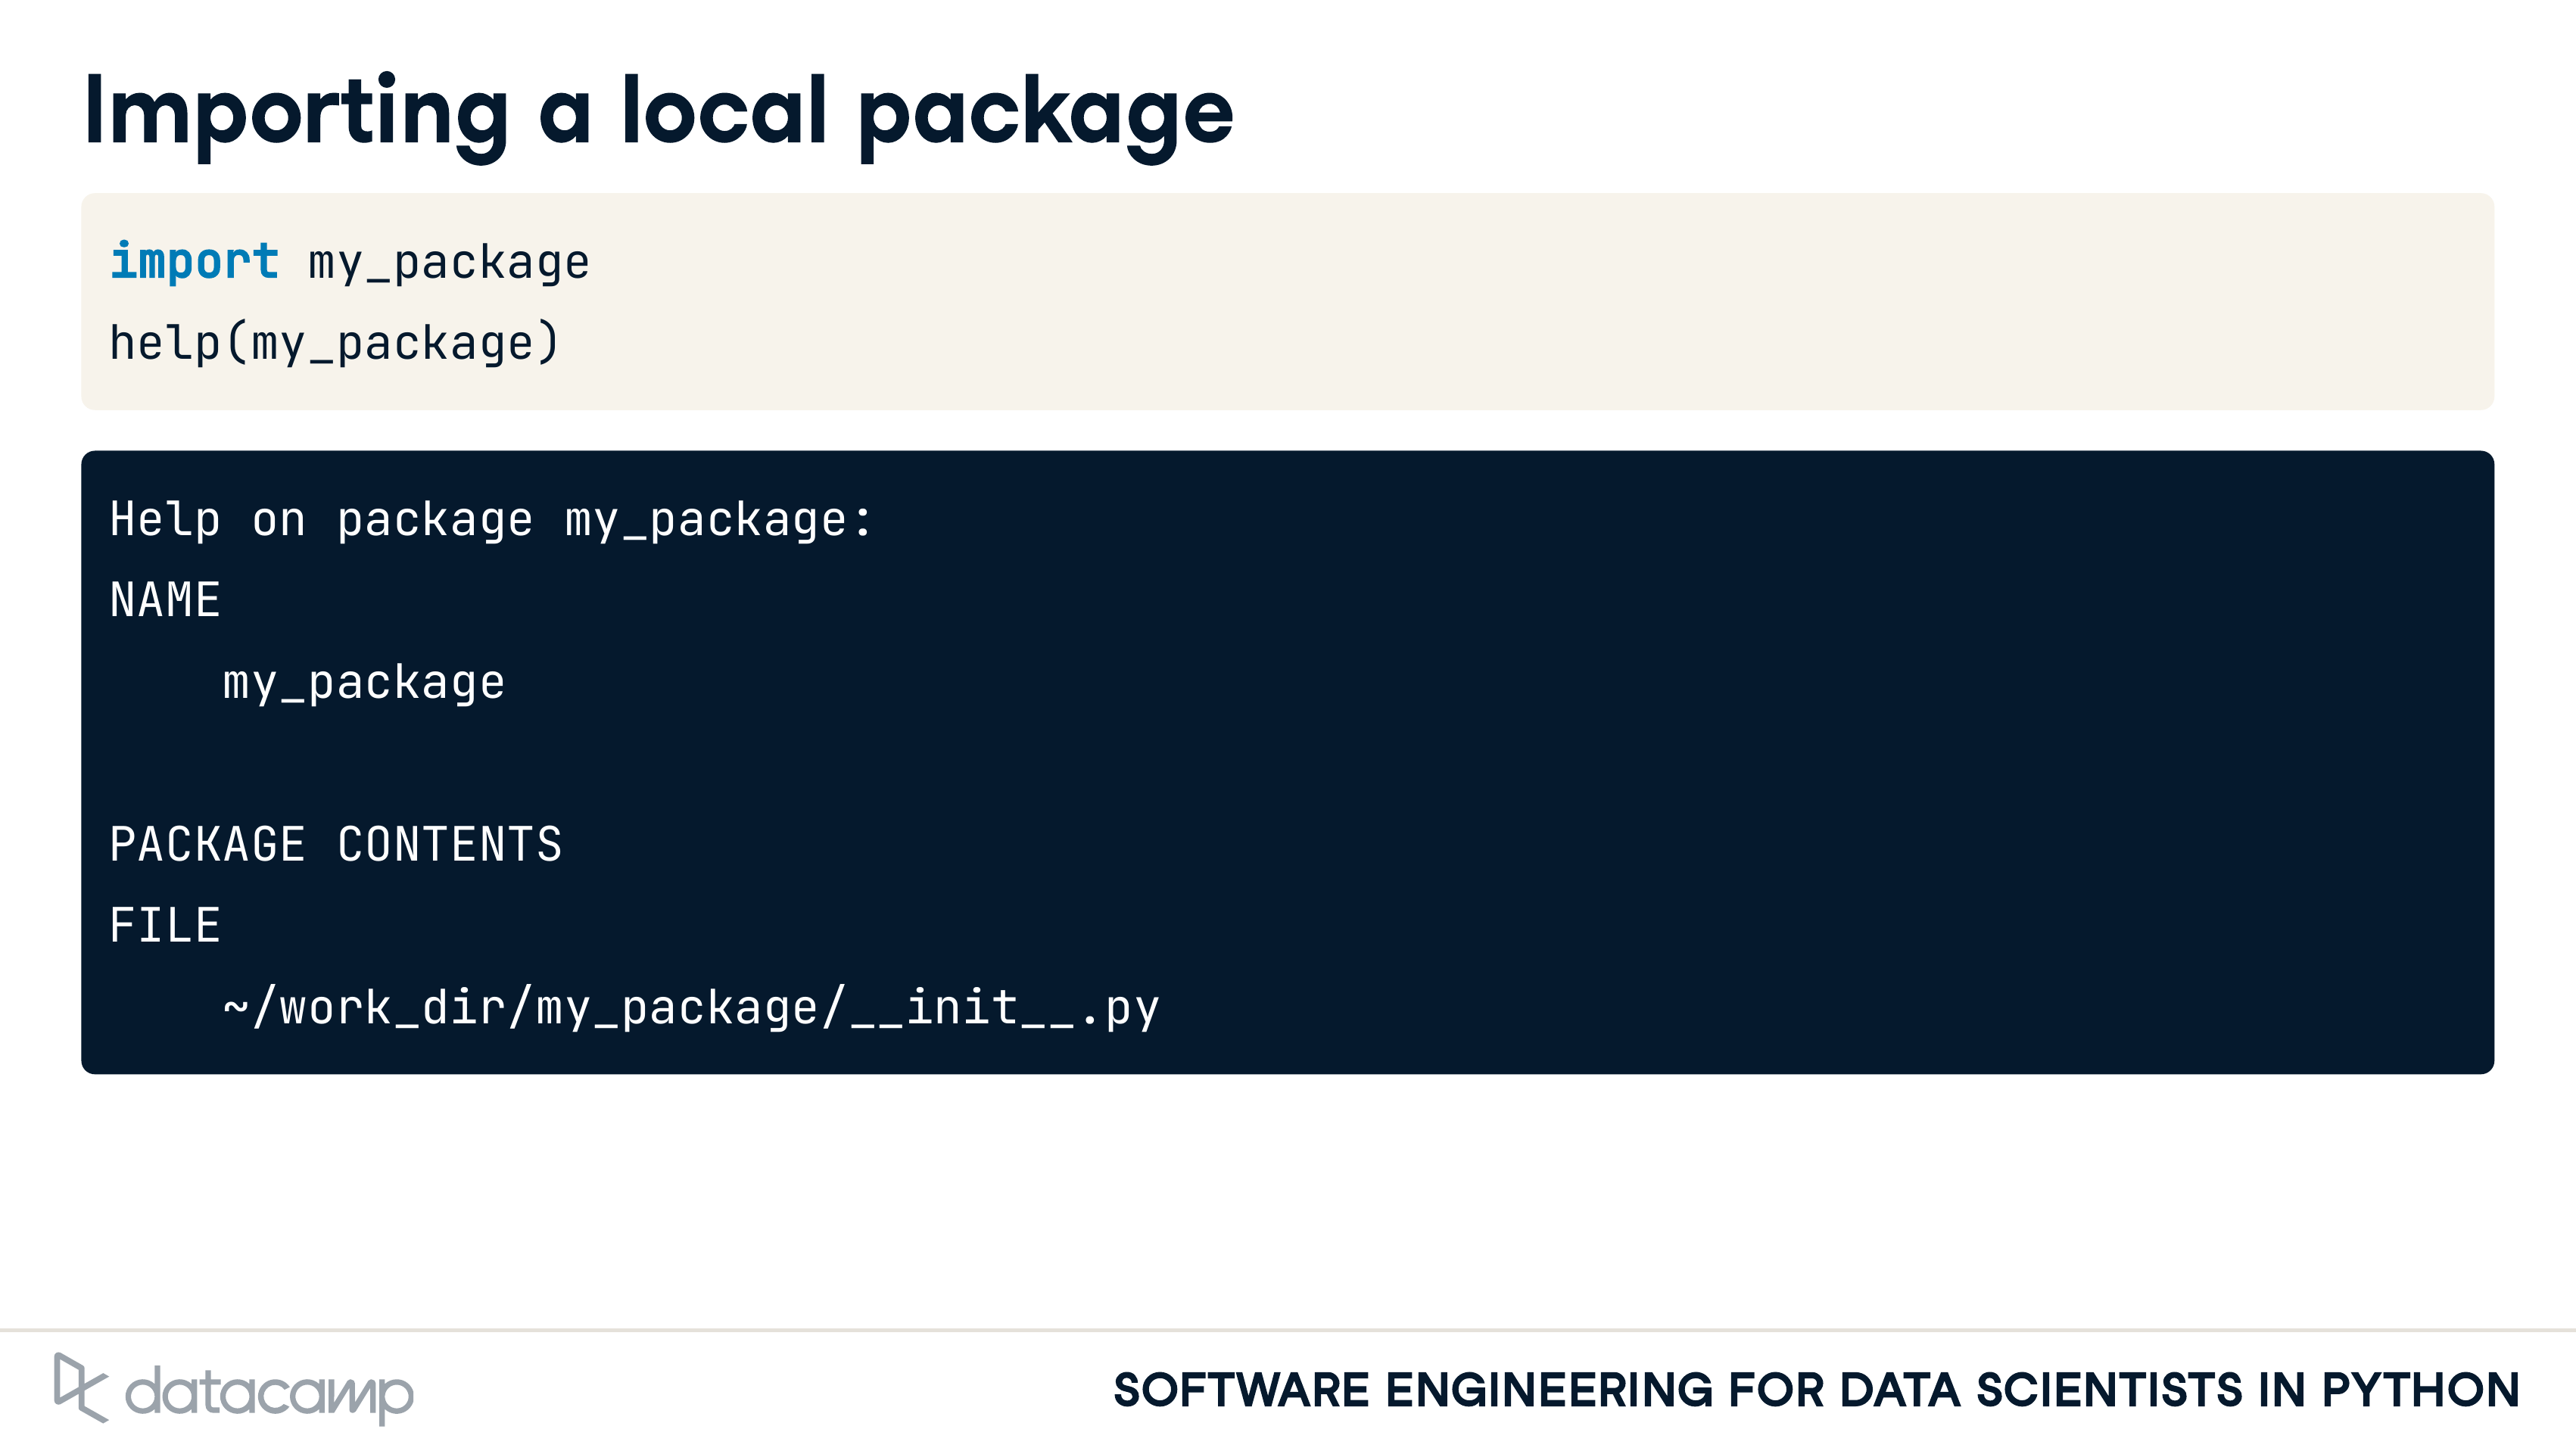 Importing a local package
import my_package
help(my_package)
Help on package my_package:
NAME
    my_package
PACKAGE CONTENTS
FILE
    ~/work_dir/my_package/__init__.py
datacamp
SOFTWARE ENGINEERING FOR DATA SCIENTISTS IN PYTHON